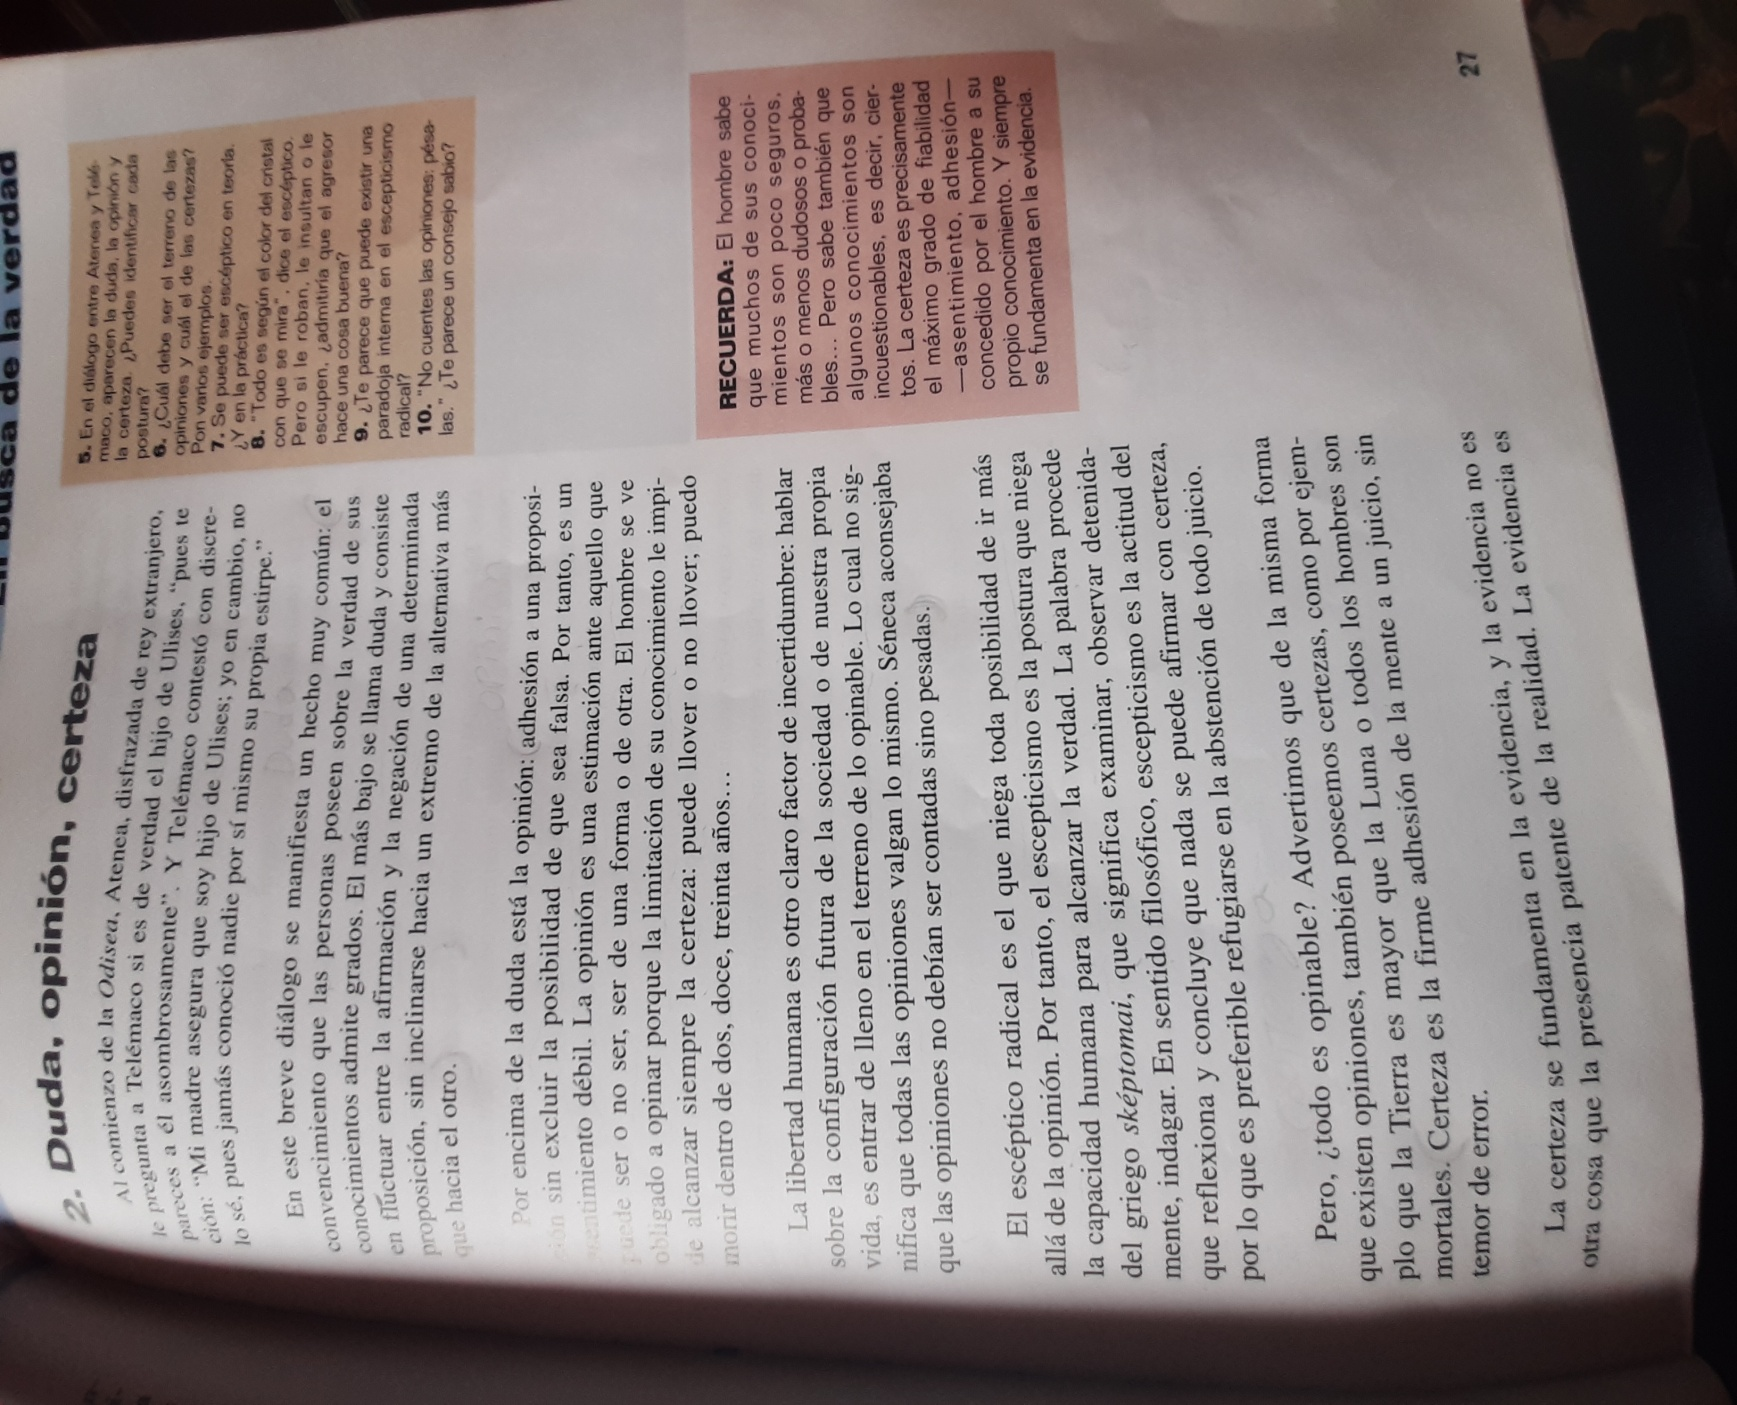 En busca de la verdad
2. Duda, opinión, certeza
Al comienzo de la Odisea, Atenea, disfrazada de rey extranjero,
le pregunta a Telémaco si es de verdad el hijo de Ulises, “pues te
pareces a él asombrosamente”. Y Telémaco contestó con discre-
ción: “Mi madre asegura que soy hijo de Ulises; yo en cambio, no
lo sé, pues jamás conoció nadie por sí mismo su propia estirpe.”
En este breve diálogo se manifiesta un hecho muy común: el
convencimiento que las personas poseen sobre la verdad de sus
conocimientos admite grados. El más bajo se llama duda y consiste
en fluctuar entre la afirmación y la negación de una determinada
proposición, sin inclinarse hacia un extremo de la alternativa más
que hacia el otro.
Por encima de la duda está la opinión: adhesión a una proposi-
ción sin excluir la posibilidad de que sea falsa. Por tanto, es un
asentimiento débil. La opinión es una estimación ante aquello que
puede ser o no ser, ser de una forma o de otra. El hombre se ve
obligado a opinar porque la limitación de su conocimiento le impi-
de alcanzar siempre la certeza: puede llover o no llover; puedo
morir dentro de dos, doce, treinta años...
La libertad humana es otro claro factor de incertidumbre: hablar
sobre la configuración futura de la sociedad o de nuestra propia
vida, es entrar de lleno en el terreno de lo opinable. Lo cual no sig-
nifica que todas las opiniones valgan lo mismo. Séneca aconsejaba
que las opiniones no debían ser contadas sino pesadas.
El escéptico radical es el que niega toda posibilidad de ir más
allá de la opinión. Por tanto, el escepticismo es la postura que niega
la capacidad humana para alcanzar la verdad. La palabra procede
del griego sképtomai, que significa examinar, observar detenida-
mente, indagar. En sentido filosófico, escepticismo es la actitud del
que reflexiona y concluye que nada se puede afirmar con certeza,
por lo que es preferible refugiarse en la abstención de todo juicio.
Pero, ¿todo es opinable? Advertimos que de la misma forma
que existen opiniones, también poseemos certezas, como por ejem-
plo que la Tierra es mayor que la Luna o todos los hombres son
mortales. Certeza es la firme adhesión de la mente a un juicio, sin
temor de error.
La certeza se fundamenta en la evidencia, y la evidencia no es
otra cosa que la presencia patente de la realidad. La evidencia es
5. En el diálogo entre Atenea y Telé-
maco, aparecen la duda, la opinión y
la certeza. ¿Puedes identificar cada
postura?
6. ¿Cuál debe ser el terreno de las
opiniones y cuál el de las certezas?
Pon varios ejemplos.
7. Se puede ser escéptico en teoría.
¿Y en la práctica?
8. “Todo es según el color del cristal
con que se mira”, dice el escéptico.
Pero si le roban, le insultan o le
escupen, ¿admitiría que el agresor
hace una cosa buena?
9. ¿Te parece que puede existir una
paradoja interna en el escepticismo
radical?
10. “No cuentes las opiniones: pésa-
las.” ¿Te parece un consejo sabio?
RECUERDA: El hombre sabe
que muchos de sus conoci-
mientos son poco seguros,
más o menos dudosos o proba-
bles... Pero sabe también que
algunos conocimientos son
incuestionables, es decir, cier-
tos. La certeza es precisamente
el máximo grado de fiabilidad
—asentimiento, adhesión—
concedido por el hombre a su
propio conocimiento. Y siempre
se fundamenta en la evidencia.
27